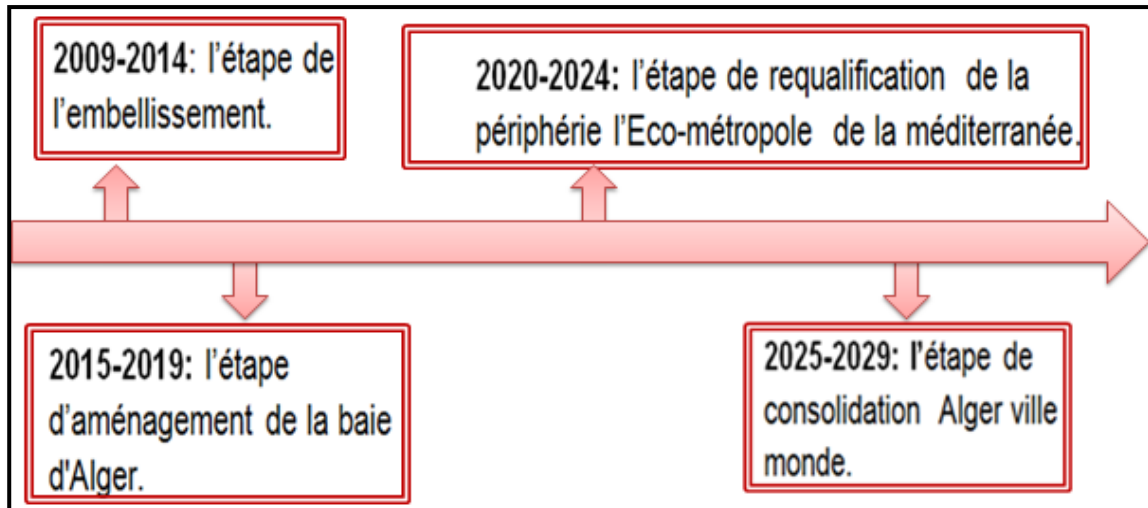 2009-2014: l'étape de
l'embellissement.
2020-2024: l'étape de requalification de la
périphérie l'Eco-métropole de la méditerranée.
2015-2019: l'étape
d'aménagement de la baie
d'Alger.
2025-2029: l'étape de
consolidation Alger ville
monde.